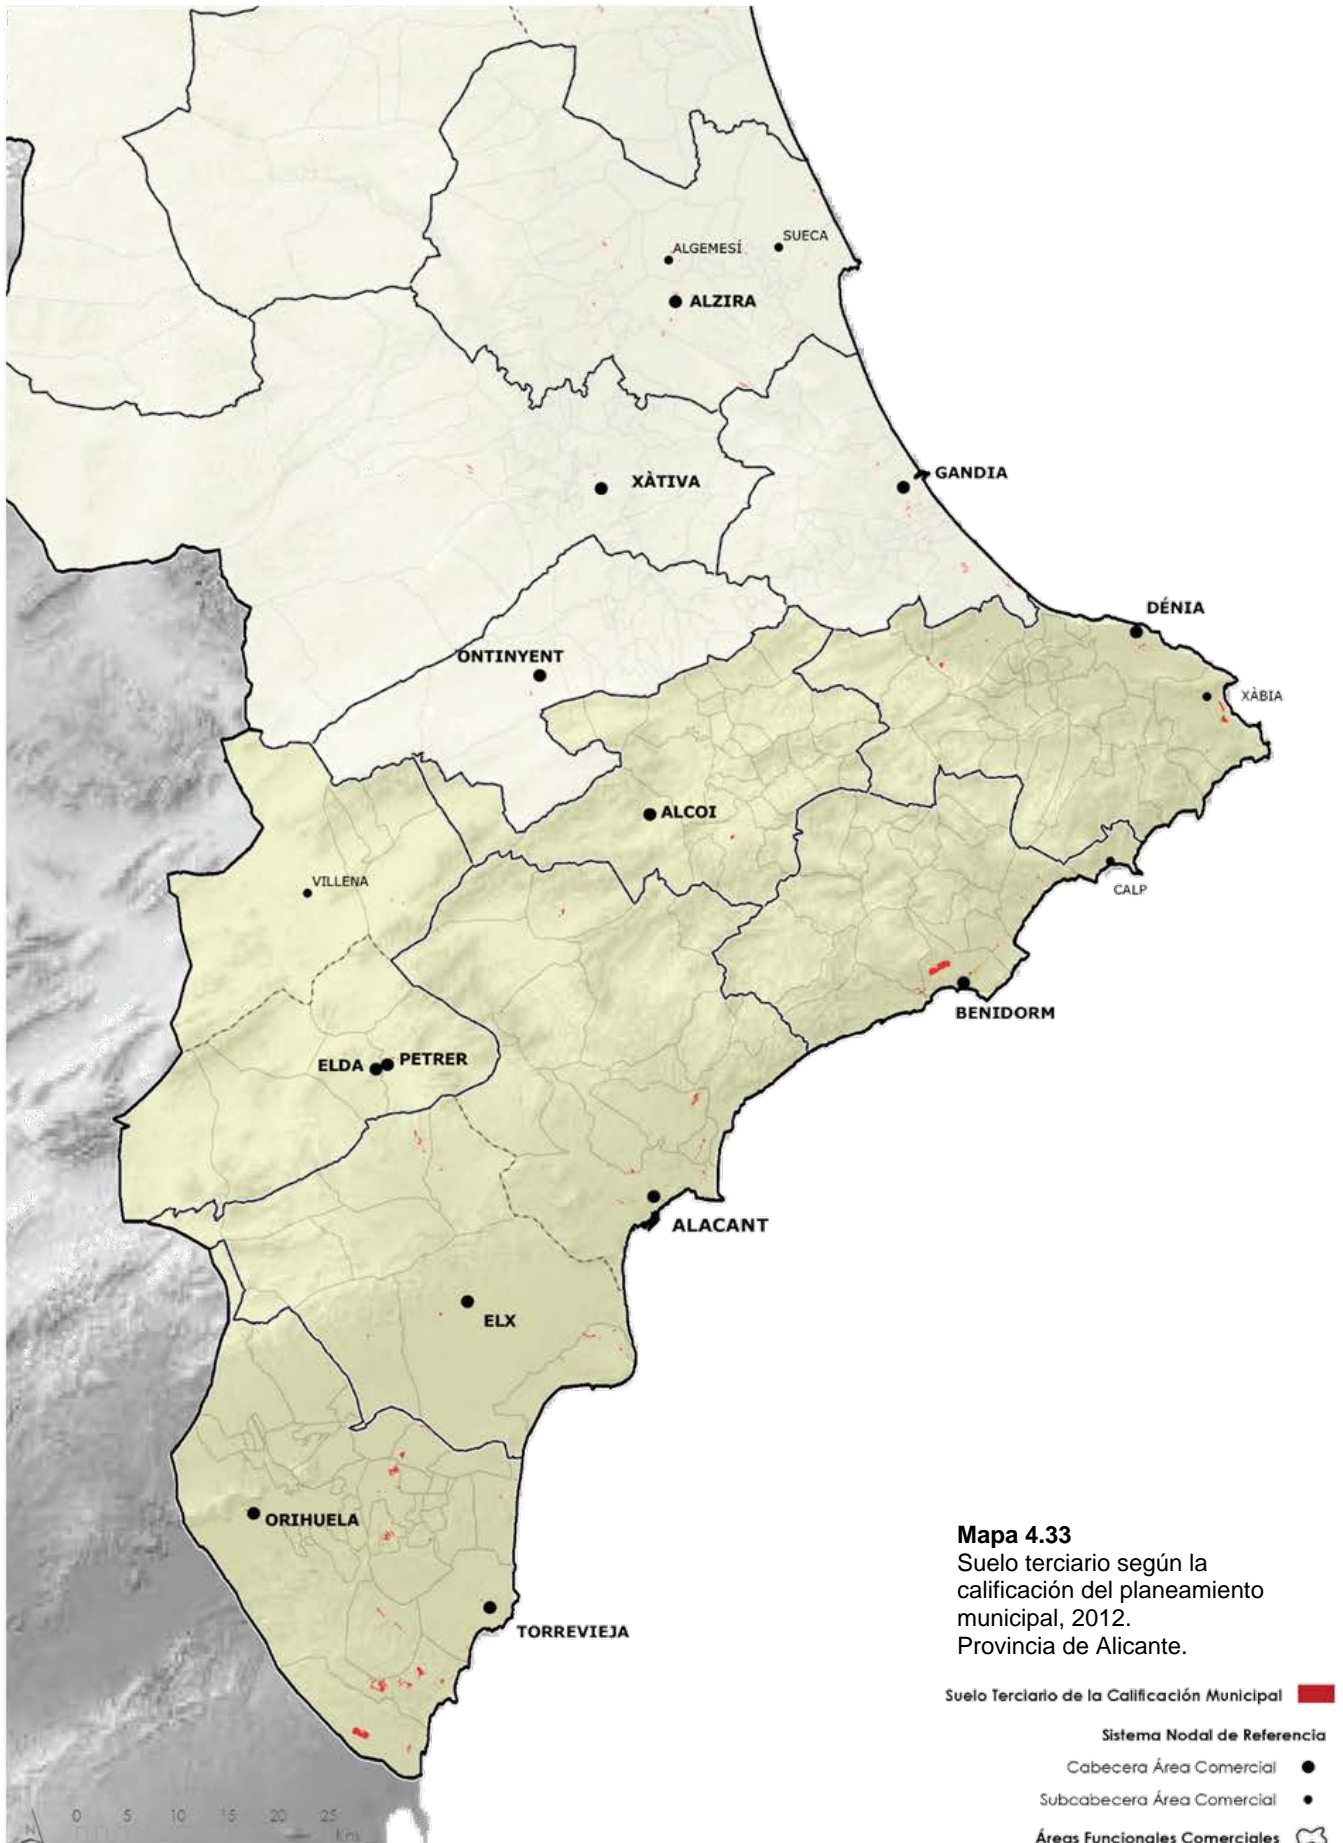 SUECA
ALGEMESÍ
ALZIRA
GANDIA
XÀTIVA
DÉNIA
ONTINYENT
XÀBIA
ALCOI
VILLENA
CALP
BENIDORM
ELDA
PETRER
ALACANT
ELX
ORIHUELA
TORREVIEJA
Mapa 4.33
Suelo terciario según la
calificación del planeamiento
municipal, 2012.
Provincia de Alicante.
Suelo Terciario de la Calificación Municipal
Sistema Nodal de Referencia
Cabecera Área Comercial
Subcabecera Área Comercial
Áreas Funcionales Comerciales
0 5 10 15 20 25
Km
N